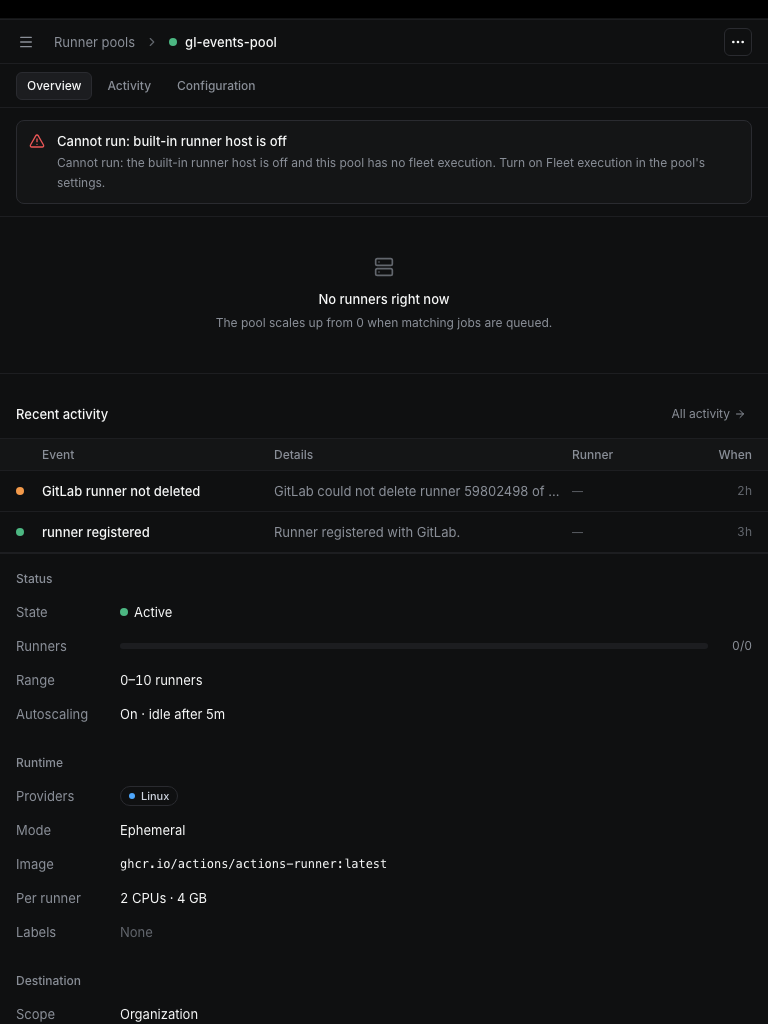 Runner pools
gl-events-pool
Overview
Activity
Configuration
Cannot run: built-in runner host is off
Cannot run: the built-in runner host is off and this pool has no fleet execution. Turn on Fleet execution in the pool's
settings.
No runners right now
The pool scales up from 0 when matching jobs are queued.
Recent activity
All activity →
Event Details Runner When
GitLab runner not deleted GitLab could not delete runner 59802498 of ... — 2h
runner registered Runner registered with GitLab. — 3h
Status
State Active
Runners 0/0
Range 0–10 runners
Autoscaling On · idle after 5m
Runtime
Providers Linux
Mode Ephemeral
Image ghcr.io/actions/actions-runner:latest
Per runner 2 CPUs · 4 GB
Labels None
Destination
Scope Organization